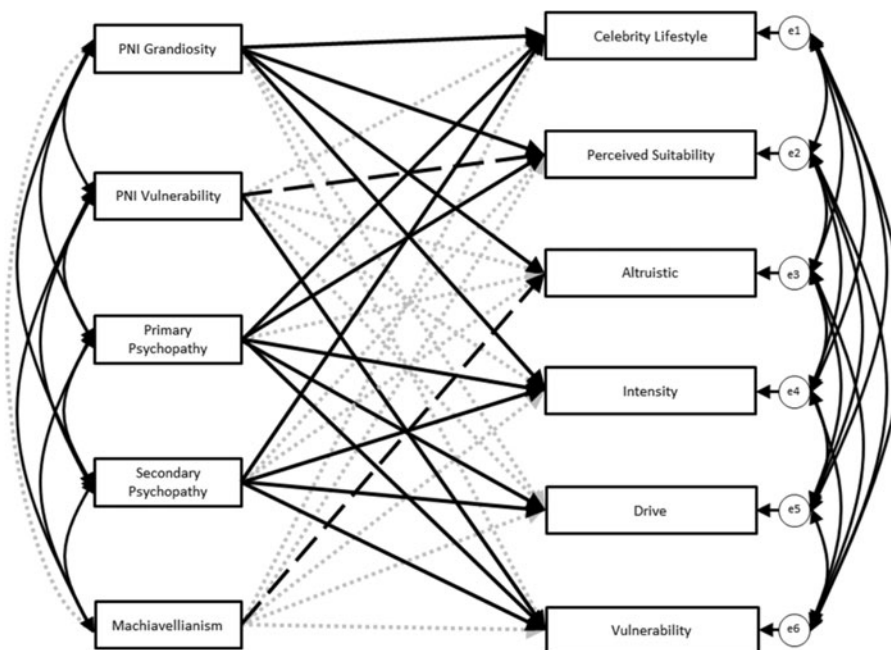 PNI Grandiosity
PNI Vulnerability
Primary
Psychopathy
Secondary
Psychopathy
Machiavellianism
Celebrity Lifestyle
e1
Perceived Suitability
e2
Altruistic
e3
Intensity
e4
Drive
e5
Vulnerability
e6